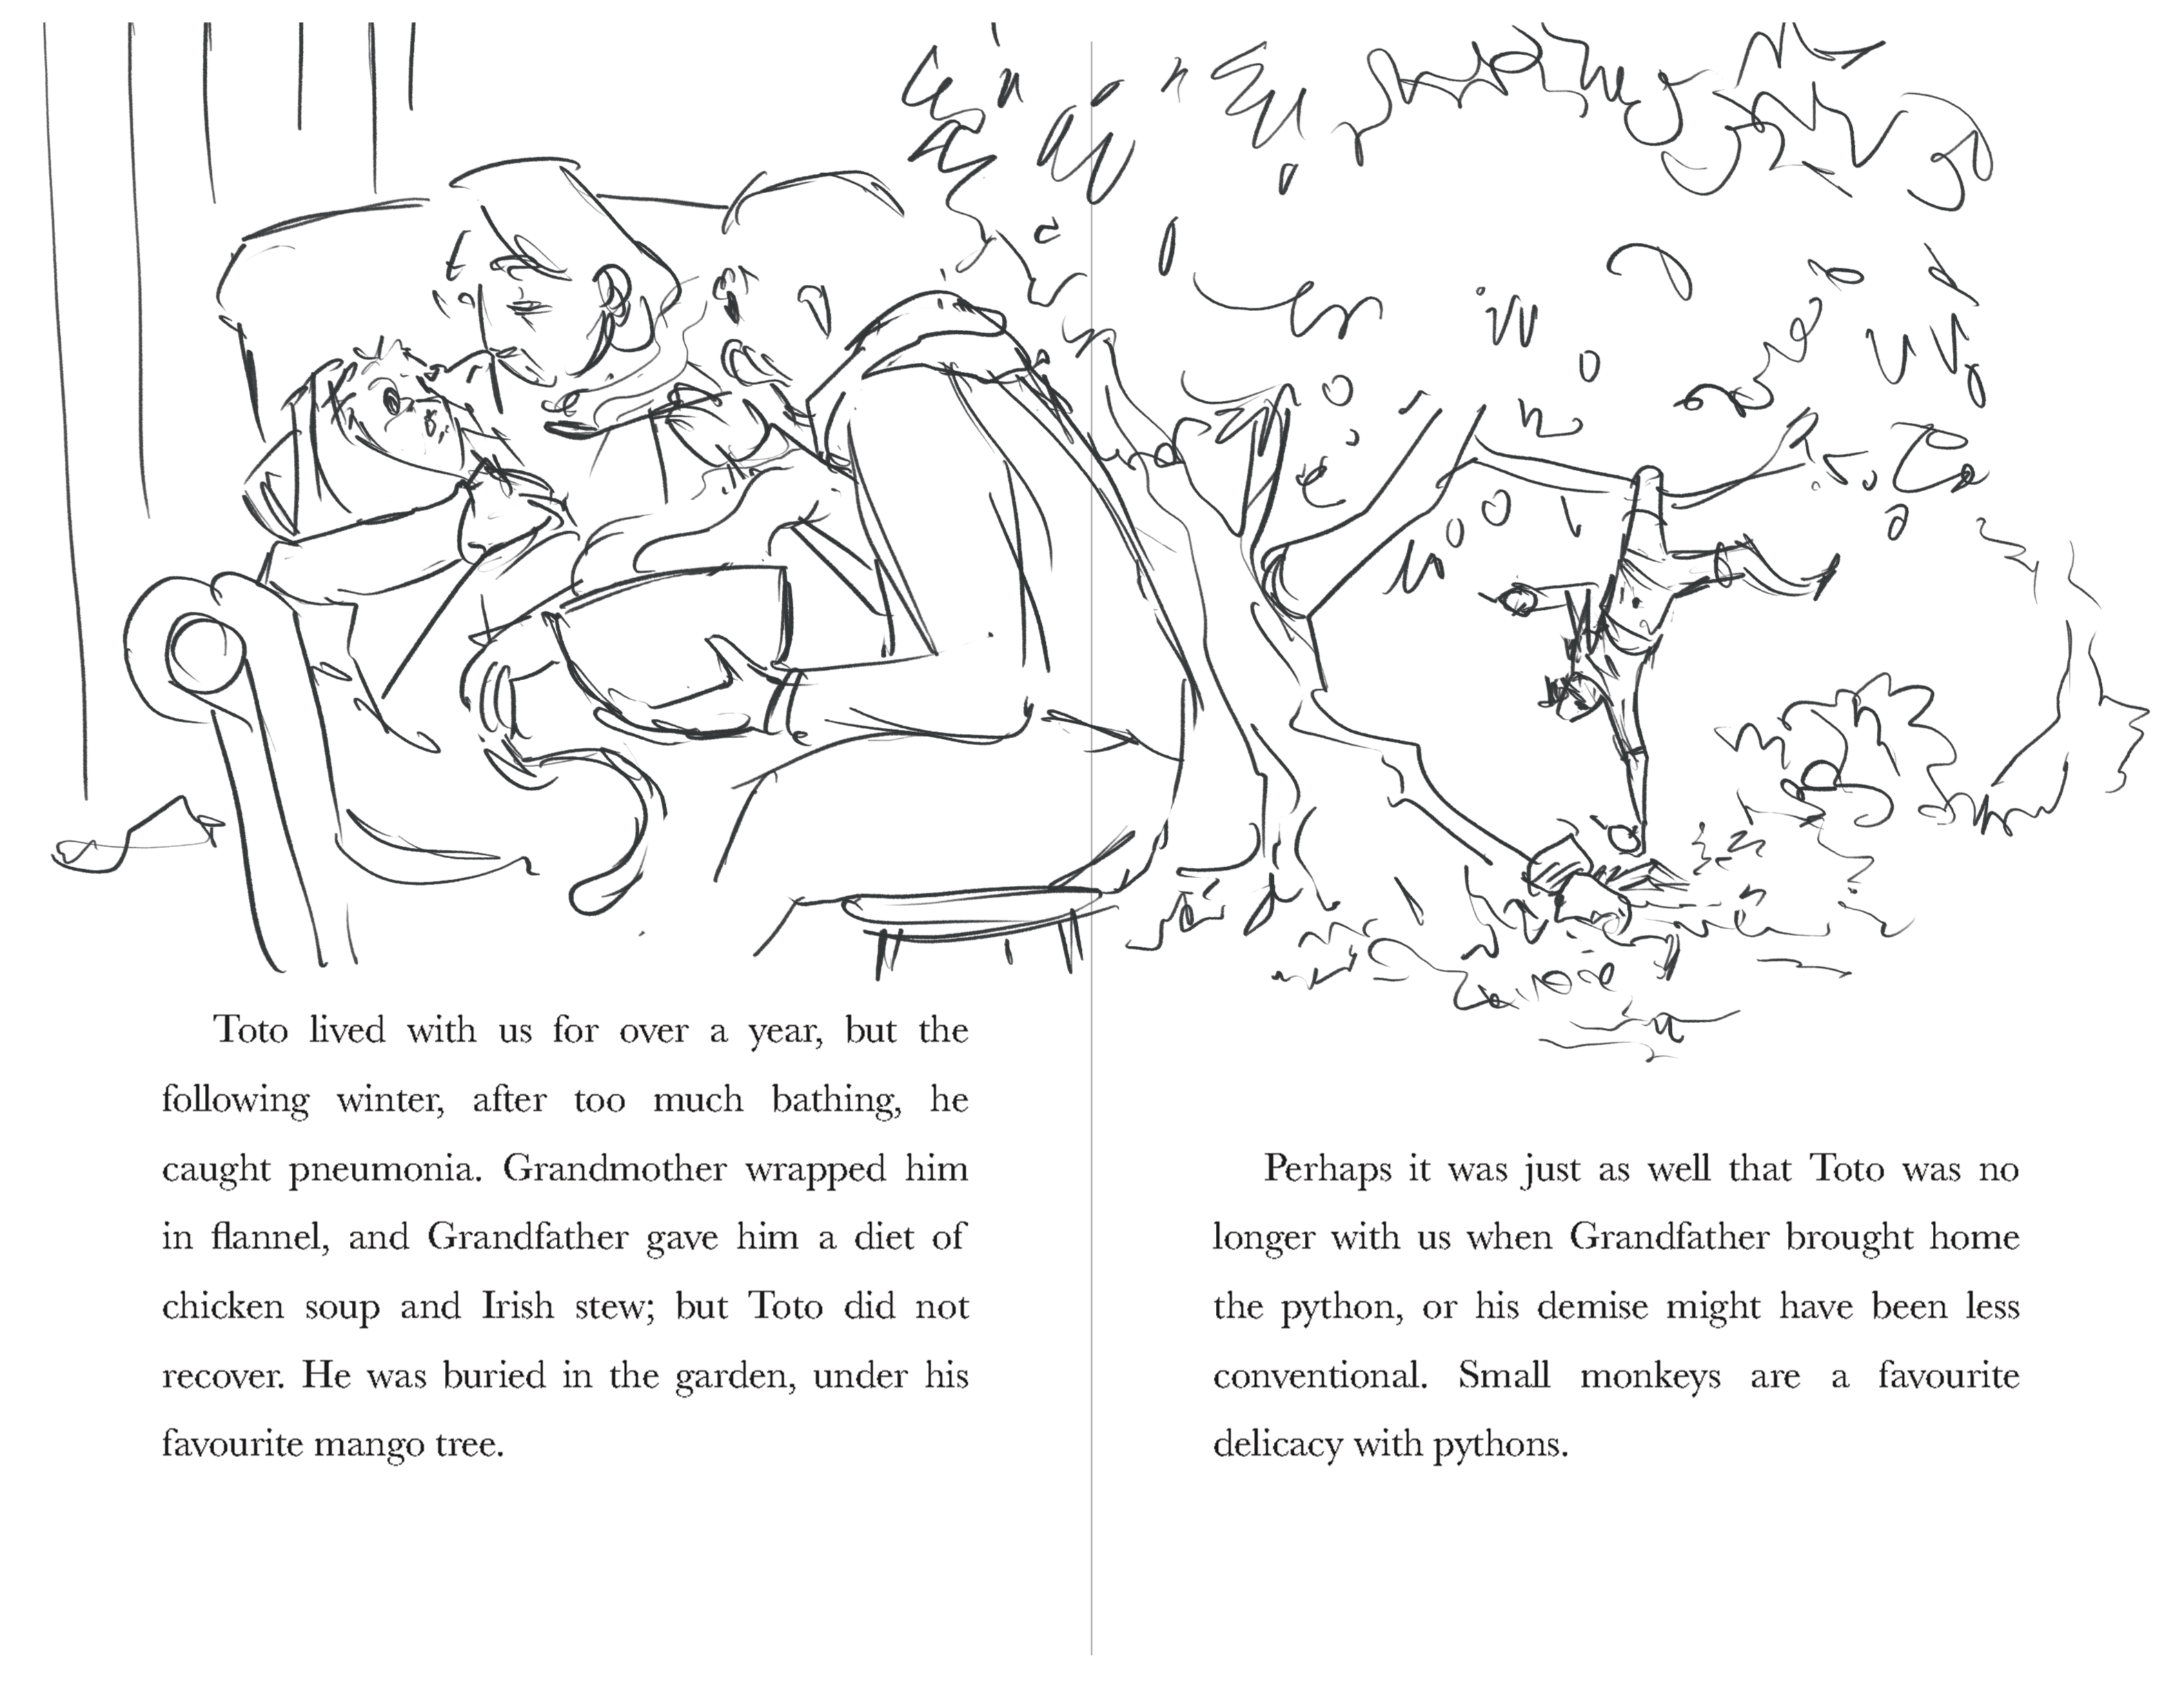 Toto lived with us for over a year, but the
following winter, after too much bathing, he
caught pneumonia. Grandmother wrapped him
in flannel, and Grandfather gave him a diet of
chicken soup and Irish stew; but Toto did not
recover. He was buried in the garden, under his
favourite mango tree.
Perhaps it was just as well that Toto was no
longer with us when Grandfather brought home
the python, or his demise might have been less
conventional. Small monkeys are a favourite
delicacy with pythons.